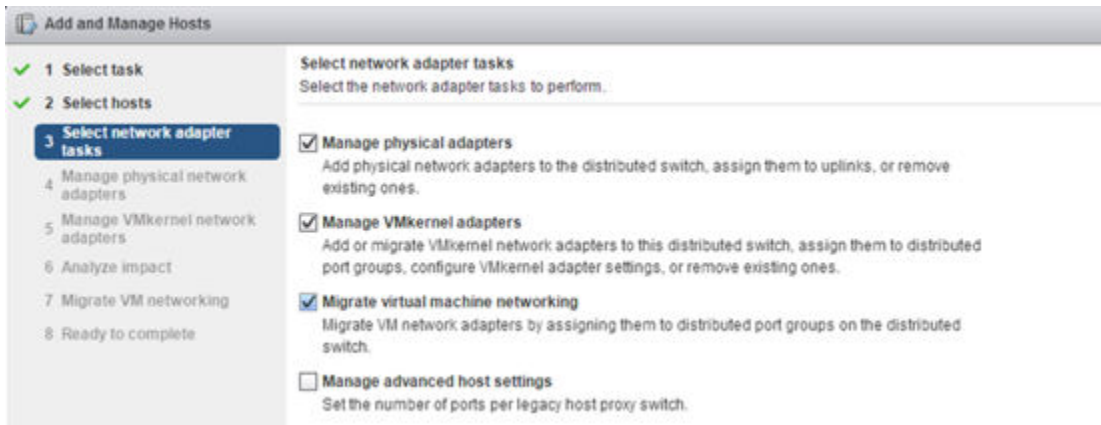 Add and Manage Hosts
1 Select task
2 Select hosts
3 Select network adapter
tasks
4 Manage physical network
adapters
5 Manage VMkernel network
adapters
6 Analyze impact
7 Migrate VM networking
8 Ready to complete
Select network adapter tasks
Select the network adapter tasks to perform.
Manage physical adapters
Add physical network adapters to the distributed switch, assign them to uplinks, or remove
existing ones.
Manage VMkernel adapters
Add or migrate VMkernel network adapters to this distributed switch, assign them to distributed
port groups, configure VMkernel adapter settings, or remove existing ones.
Migrate virtual machine networking
Migrate VM network adapters by assigning them to distributed port groups on the distributed
switch.
Manage advanced host settings
Set the number of ports per legacy host proxy switch.